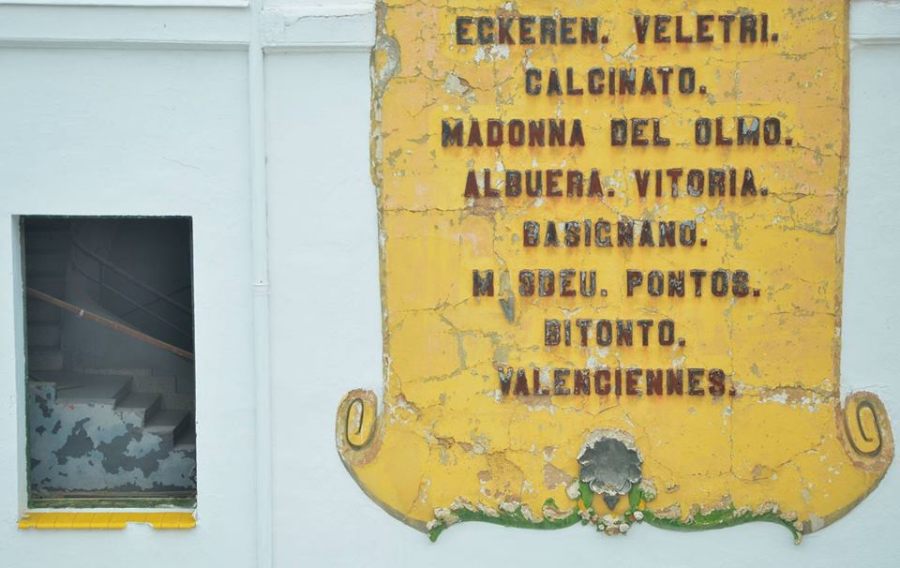 ECKEREN. VELETRI.
CALCINATO.
MADONNA DEL OLMO.
ALBUERA. VITORIA.
BASIGNANO.
MASDEU. PONTOS.
BITONTO.
VALENCIENNES.